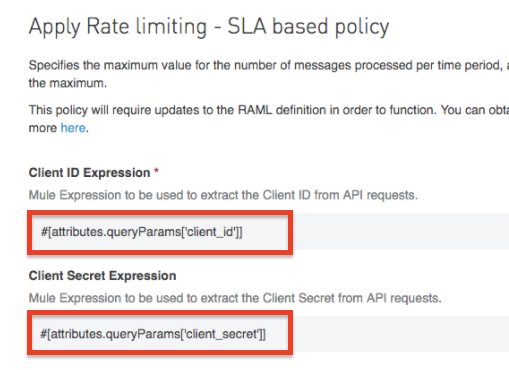 Apply Rate limiting - SLA based policy
Specifies the maximum value for the number of messages processed per time period,
the maximum.
This policy will require updates to the RAML definition in order to function. You can
more here.
Client ID Expression *
Mule Expression to be used to extract the Client ID from API requests.
#[attributes.queryParams['client_id']]
Client Secret Expression
Mule Expression to be used to extract the Client Secret from API requests.
#[attributes.queryParams['client_secret']]